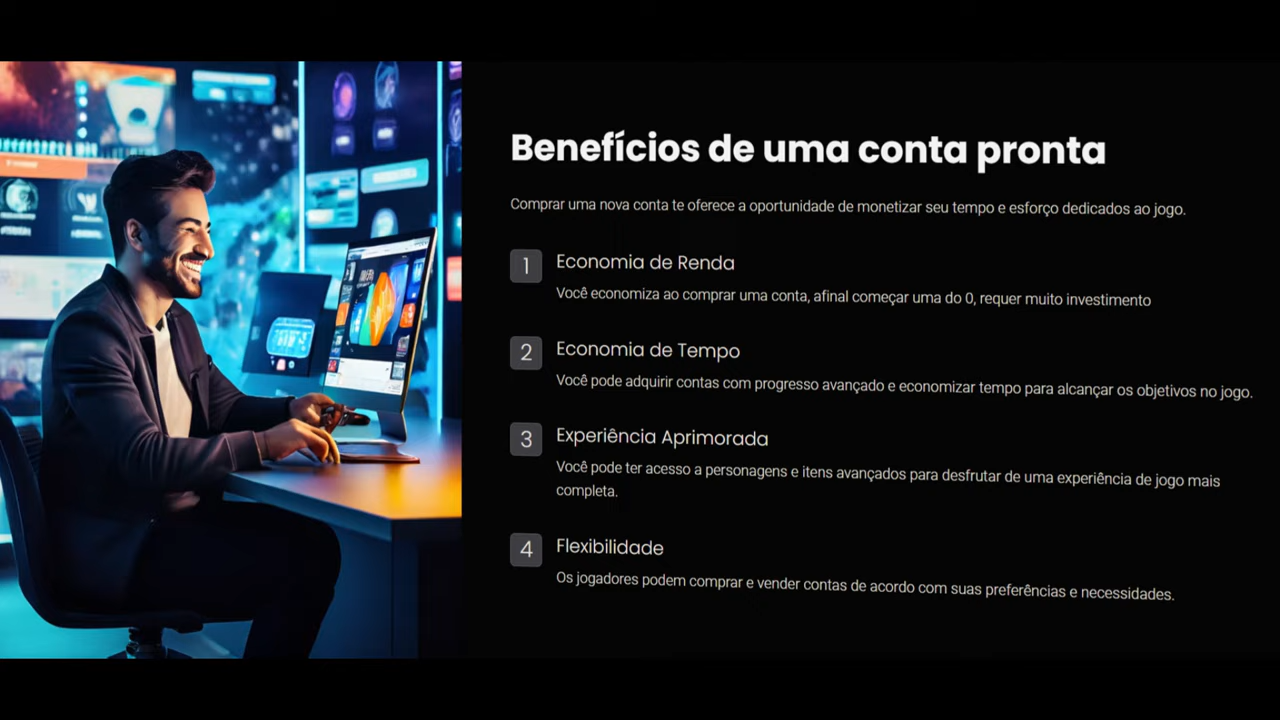 Benefícios de uma conta pronta
Comprar uma nova conta te oferece a oportunidade de monetizar seu tempo e esforço dedicados ao jogo.
1 Economia de Renda
Você economiza ao comprar uma conta, afinal começar uma do 0, requer muito investimento
2 Economia de Tempo
Você pode adquirir contas com progresso avançado e economizar tempo para alcançar os objetivos no jogo.
3 Experiência Aprimorada
Você pode ter acesso a personagens e itens avançados para desfrutar de uma experiência de jogo mais
completa.
4 Flexibilidade
Os jogadores podem comprar e vender contas de acordo com suas preferências e necessidades.